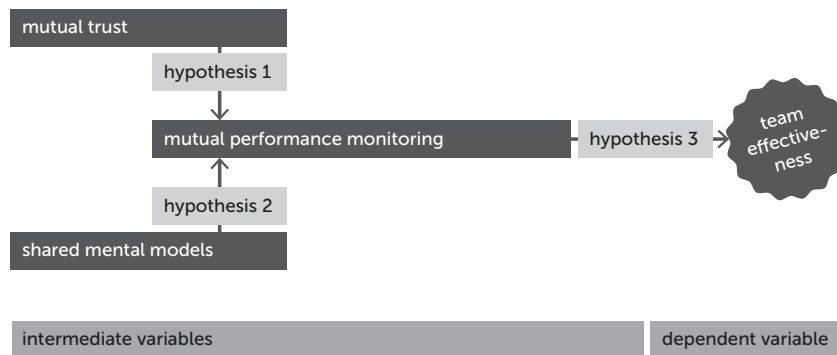 mutual trust
hypothesis 1
mutual performance monitoring
hypothesis 3
team
effective-
ness
hypothesis 2
shared mental models
intermediate variables
dependent variable